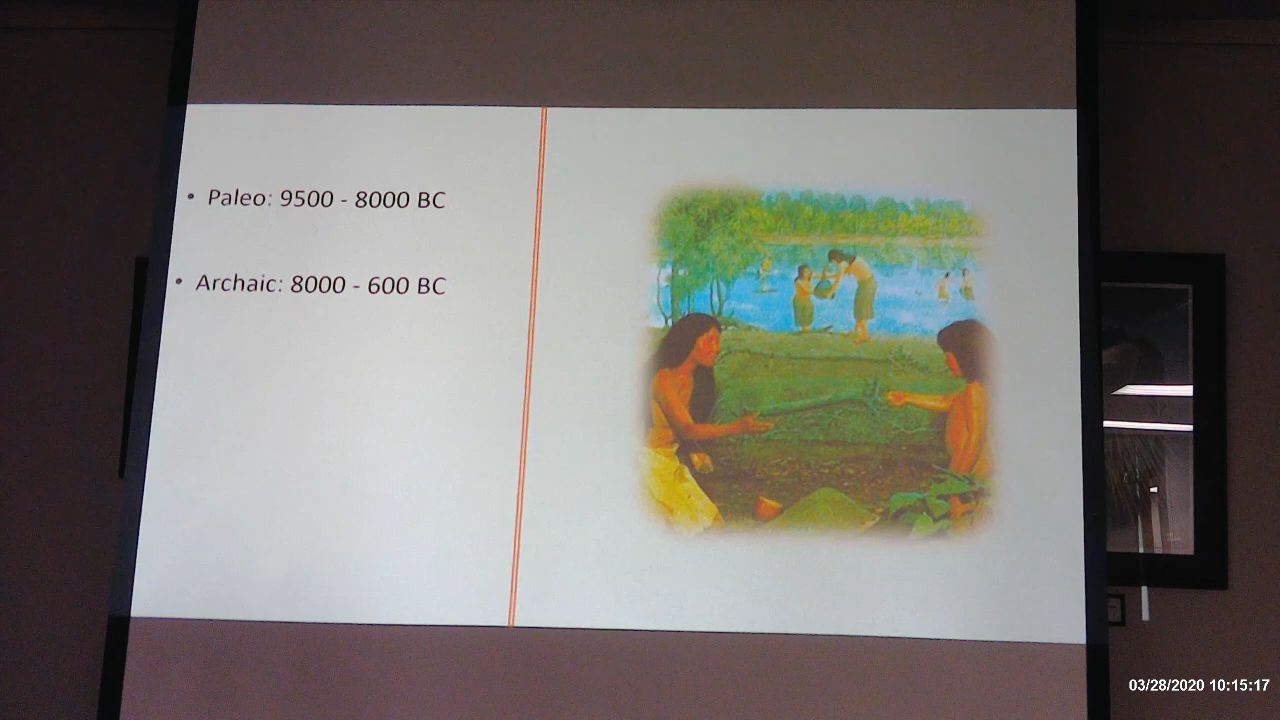 • Paleo: 9500 - 8000 BC
• Archaic: 8000 - 600 BC
03/28/2020 10:15:17